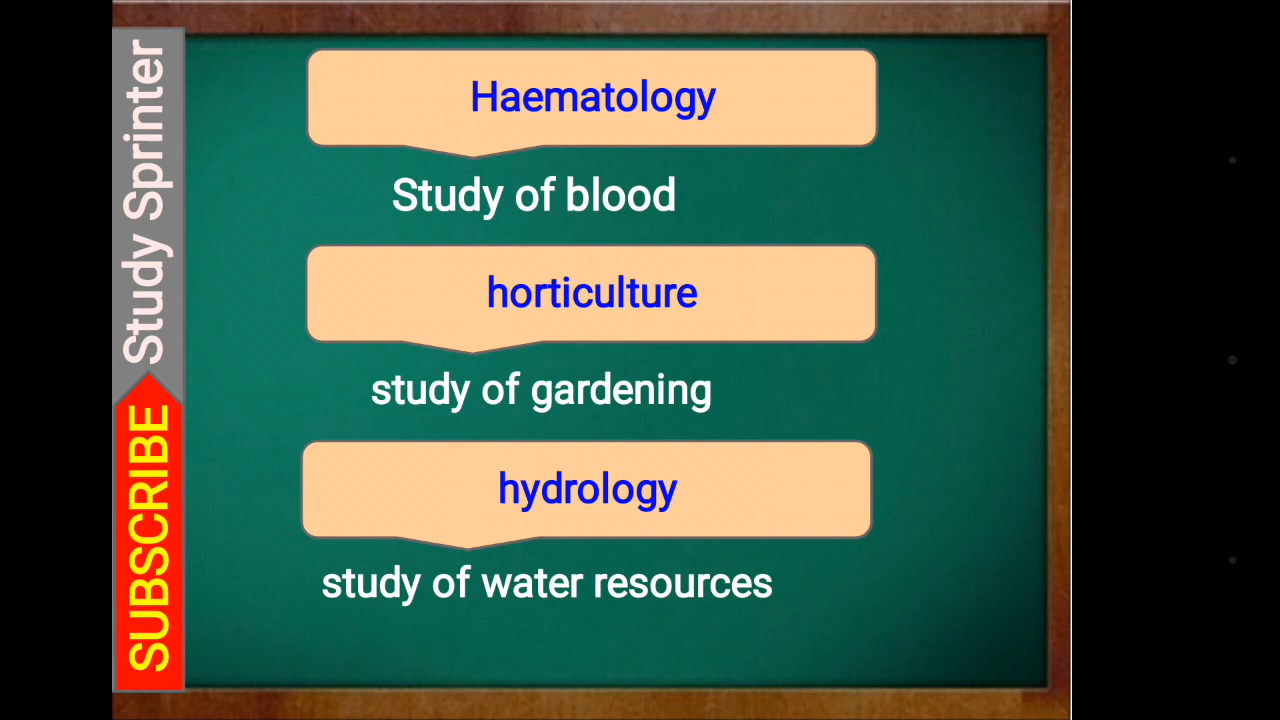 Haematology
Study of blood
horticulture
study of gardening
hydrology
study of water resources
Study Sprinter
SUBSCRIBE